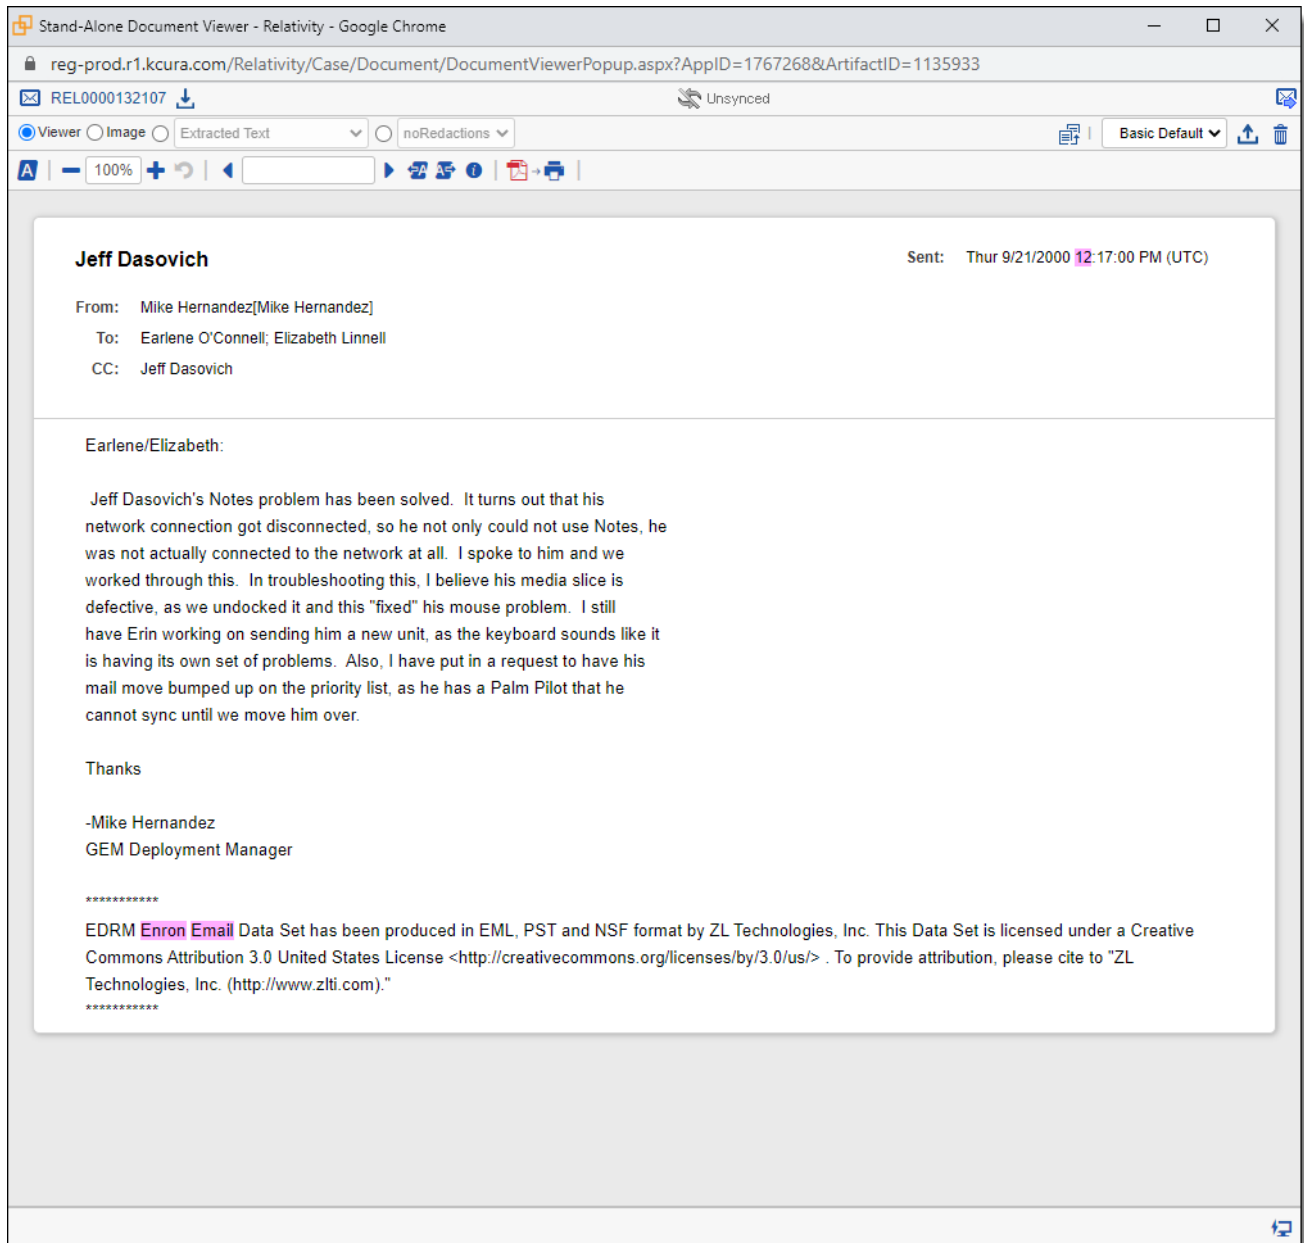 Stand-Alone Document Viewer - Relativity - Google Chrome
reg-prod.r1.kcura.com/Relativity/Case/Document/DocumentViewerPopup.aspx?AppID=1767268&ArtifactID=1135933
REL0000132107 Unsynced
Viewer Image Extracted Text noRedactions Basic Default
A 100% A A i
Jeff Dasovich Sent: Thur 9/21/2000 12:17:00 PM (UTC)
From: Mike Hernandez[Mike Hernandez]
To: Earlene O'Connell; Elizabeth Linnell
CC: Jeff Dasovich
Earlene/Elizabeth:
Jeff Dasovich's Notes problem has been solved.  It turns out that his
network connection got disconnected, so he not only could not use Notes, he
was not actually connected to the network at all.  I spoke to him and we
worked through this.  In troubleshooting this, I believe his media slice is
defective, as we undocked it and this "fixed" his mouse problem.  I still
have Erin working on sending him a new unit, as the keyboard sounds like it
is having its own set of problems.  Also, I have put in a request to have his
mail move bumped up on the priority list, as he has a Palm Pilot that he
cannot sync until we move him over.
Thanks
-Mike Hernandez
GEM Deployment Manager
***********
EDRM Enron Email Data Set has been produced in EML, PST and NSF format by ZL Technologies, Inc. This Data Set is licensed under a Creative
Commons Attribution 3.0 United States License <http://creativecommons.org/licenses/by/3.0/us/> . To provide attribution, please cite to "ZL
Technologies, Inc. (http://www.zlti.com)."
***********